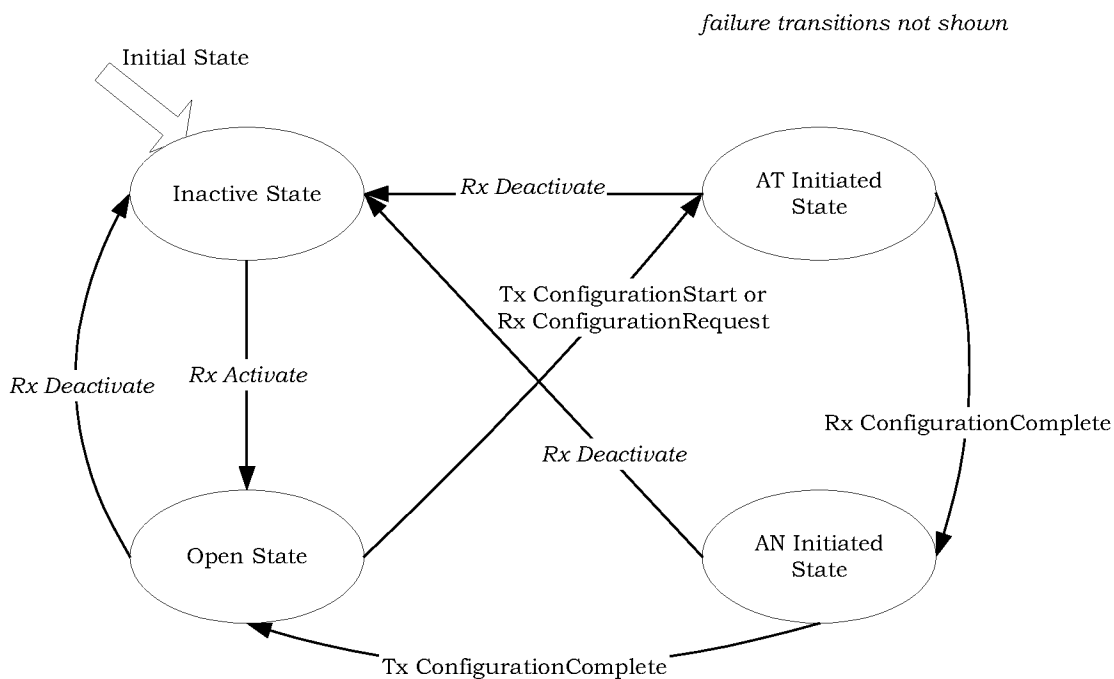 failure transitions not shown
Initial State
Inactive State
Rx Deactivate
AT Initiated
State
Tx ConfigurationStart or
Rx ConfigurationRequest
Rx Deactivate
Rx Activate
Rx ConfigurationComplete
Rx Deactivate
Open State
AN Initiated
State
Tx ConfigurationComplete